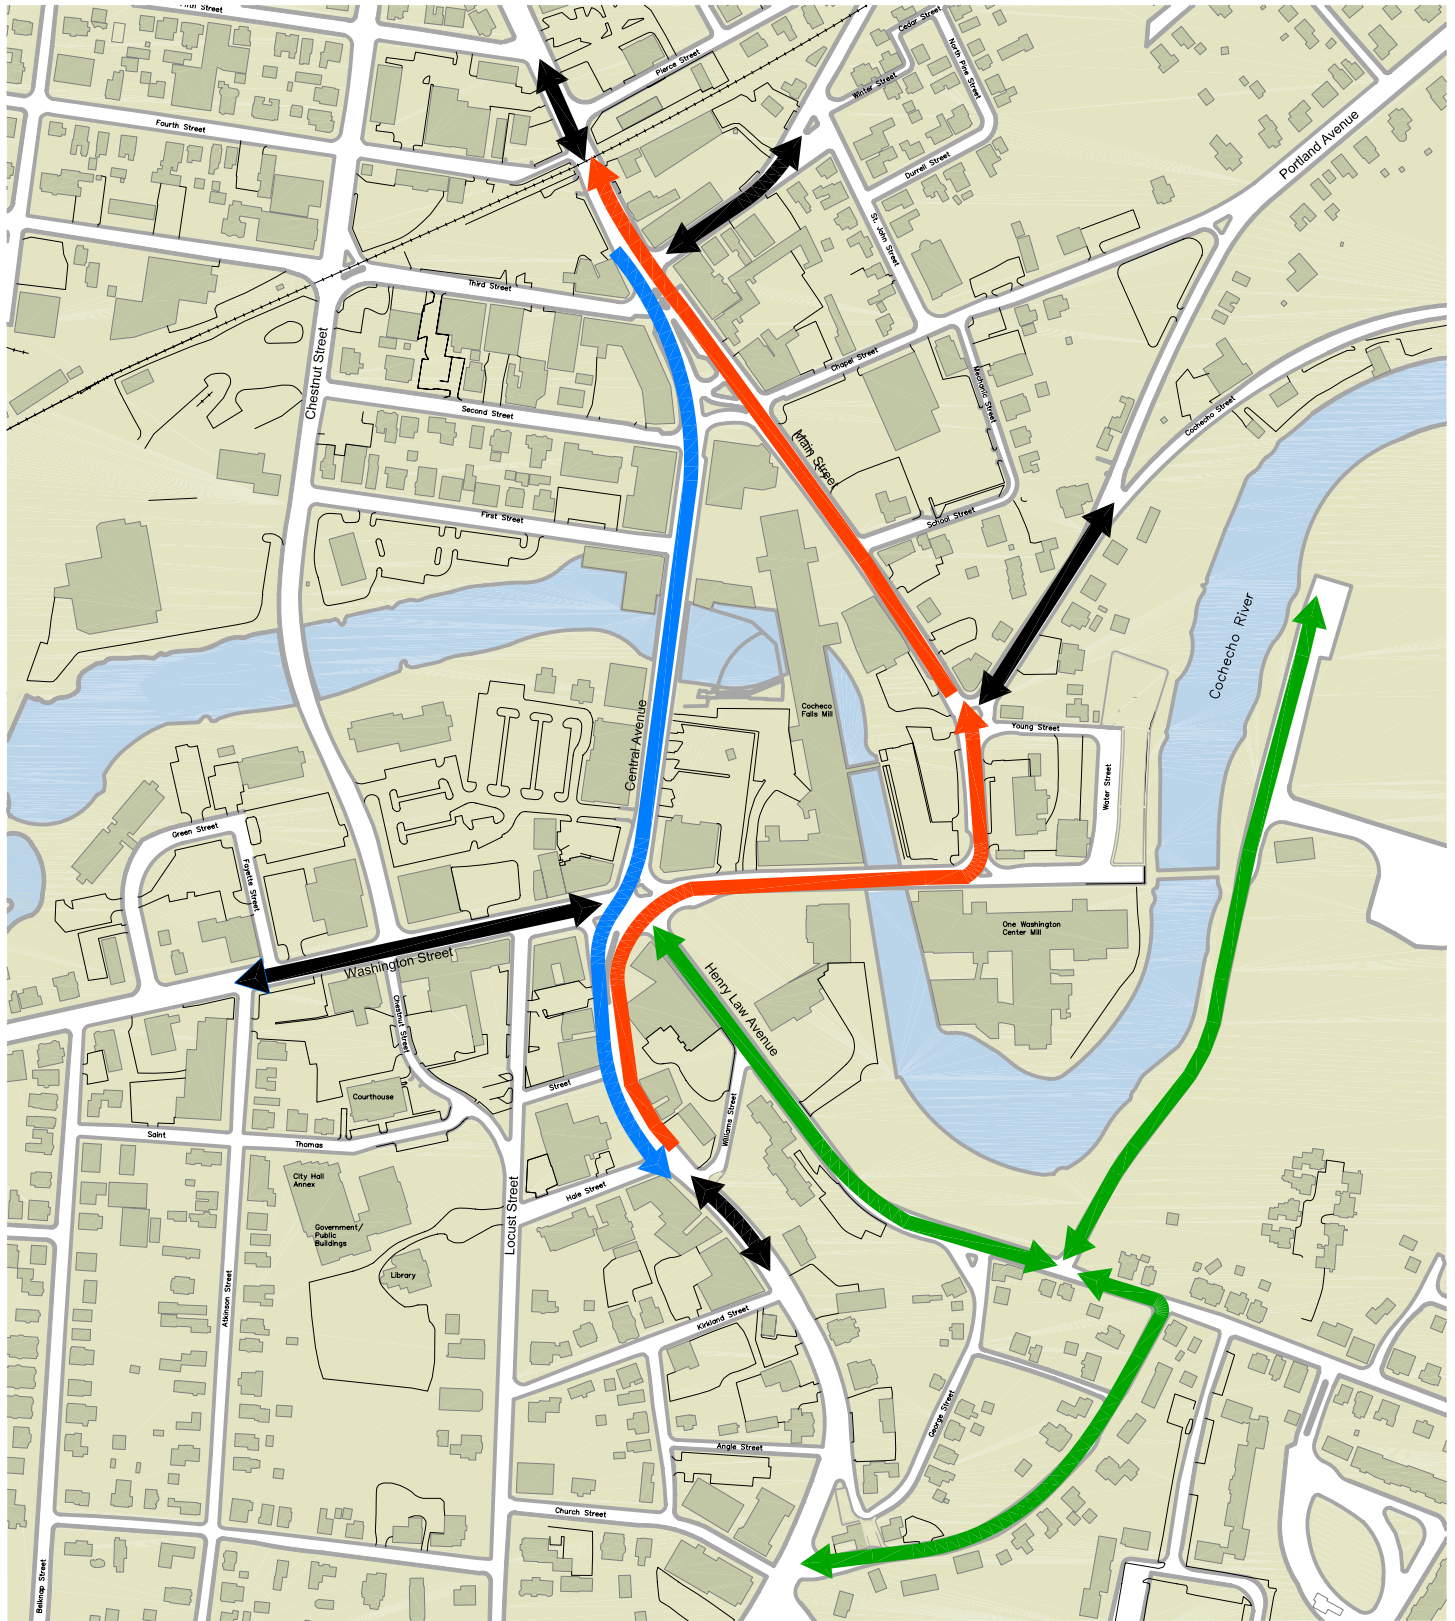 Fifth Street
Cedar Street
North Pine Street
Pierce Street
Winter Street
Fourth Street
Portland Avenue
Durrell Street
St. John Street
Third Street
Chestnut Street
Chapel Street
Mechanic Street
Second Street
Cochecho Street
Main Street
First Street
School Street
Cochecho River
Cocheco
Falls Mill
Central Avenue
Young Street
Water Street
Green Street
Fayette Street
One Washington
Center Mill
Washington Street
Henry Law Avenue
Chestnut Street
Street
Courthouse
Williams Street
Saint
Thomas
City Hall
Annex
Hale Street
Locust Street
Government/
Public
Buildings
Library
Atkinson Street
Kirkland Street
George Street
Angle Street
Church Street
Belknap Street